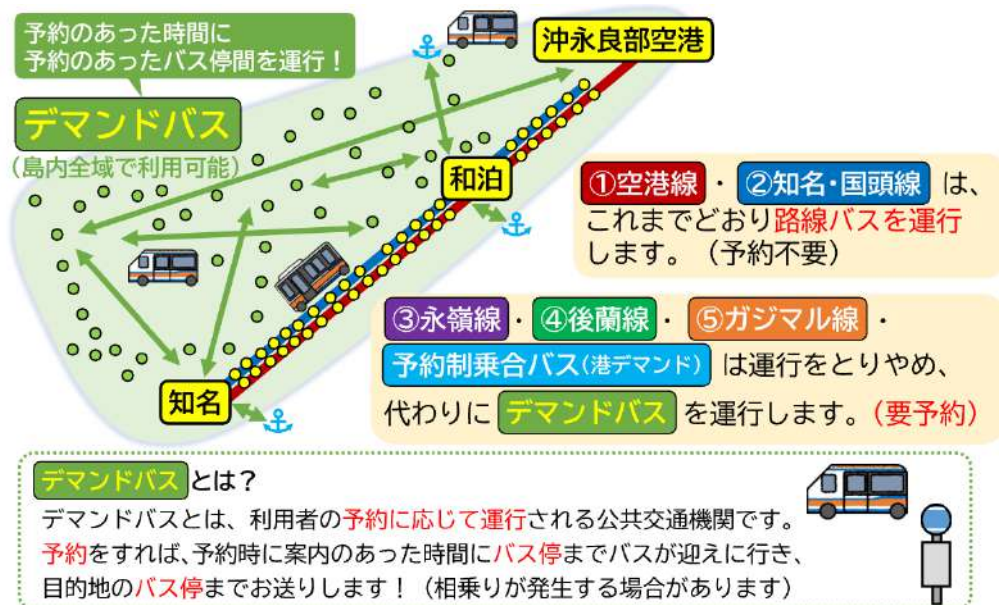 予約のあった時間に
予約のあったバス停間を運行！
デマンドバス
（島内全域で利用可能）
沖永良部空港
和泊
知名
①空港線・②知名・国頭線は、
これまでどおり路線バスを運行
します。（予約不要）
③永嶺線・④後蘭線・⑤ガジマル線・
予約制乗合バス（港デマンド）は運行をとりやめ、
代わりにデマンドバスを運行します。（要予約）
デマンドバスとは？
デマンドバスとは、利用者の予約に応じて運行される公共交通機関です。
予約をすれば、予約時に案内のあった時間にバス停までバスが迎えに行き、
目的地のバス停までお送りします！（相乗りが発生する場合があります）